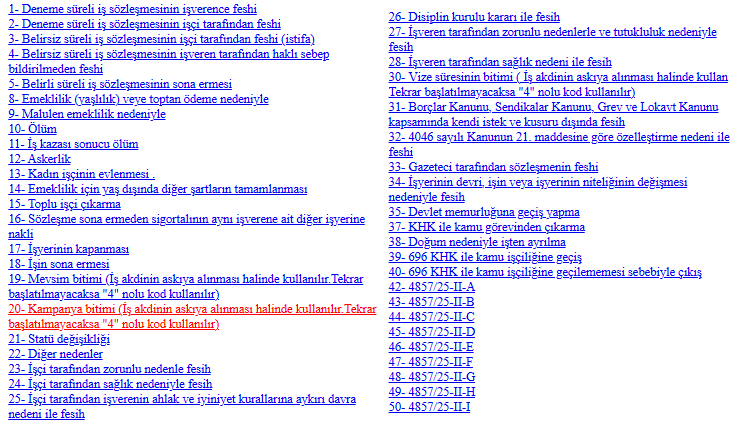 1- Deneme süreli iş sözleşmesinin işverence feshi
2- Deneme süreli iş sözleşmesinin işçi tarafından feshi
3- Belirsiz süreli iş sözleşmesinin işçi tarafından feshi (istifa)
4- Belirsiz süreli iş sözleşmesinin işveren tarafından haklı sebep
bildirilmeden feshi
5- Belirli süreli iş sözleşmesinin sona ermesi
8- Emeklilik (yaşlılık) veye toptan ödeme nedeniyle
9- Malulen emeklilik nedeniyle
10- Ölüm
11- İş kazası sonucu ölüm
12- Askerlik
13- Kadın işçinin evlenmesi .
14- Emeklilik için yaş dışında diğer şartların tamamlanması
15- Toplu işçi çıkarma
16- Sözleşme sona ermeden sigortalının aynı işverene ait diğer işyerine
nakli
17- İşyerinin kapanması
18- İşin sona ermesi
19- Mevsim bitimi (İş akdinin askıya alınması halinde kullanılır.Tekrar
başlatılmayacaksa "4" nolu kod kullanılır)
20- Kampanya bitimi (İş akdinin askıya alınması halinde kullanılır.Tekrar
başlatılmayacaksa "4" nolu kod kullanılır)
21- Statü değişikliği
22- Diğer nedenler
23- İşçi tarafından zorunlu nedenle fesih
24- İşçi tarafından sağlık nedeniyle fesih
25- İşçi tarafından işverenin ahlak ve iyiniyet kurallarına aykırı davra
nedeni ile fesih
26- Disiplin kurulu kararı ile fesih
27- İşveren tarafından zorunlu nedenlerle ve tutukluluk nedeniyle
fesih
28- İşveren tarafından sağlık nedeni ile fesih
30- Vize süresinin bitimi ( İş akdinin askıya alınması halinde kullan
Tekrar başlatılmayacaksa "4" nolu kod kullanılır)
31- Borçlar Kanunu, Sendikalar Kanunu, Grev ve Lokavt Kanunu
kapsamında kendi istek ve kusuru dışında fesih
32- 4046 sayılı Kanunun 21. maddesine göre özelleştirme nedeni ile
feshi
33- Gazeteci tarafından sözleşmenin feshi
34- İşyerinin devri, işin veya işyerinin niteliğinin değişmesi
nedeniyle fesih
35- Devlet memurluğuna geçiş yapma
37- KHK ile kamu görevinden çıkarma
38- Doğum nedeniyle işten ayrılma
39- 696 KHK ile kamu işçiliğine geçiş
40- 696 KHK ile kamu işçiliğine geçilememesi sebebiyle çıkış
42- 4857/25-II-A
43- 4857/25-II-B
44- 4857/25-II-C
45- 4857/25-II-D
46- 4857/25-II-E
47- 4857/25-II-F
48- 4857/25-II-G
49- 4857/25-II-H
50- 4857/25-II-I